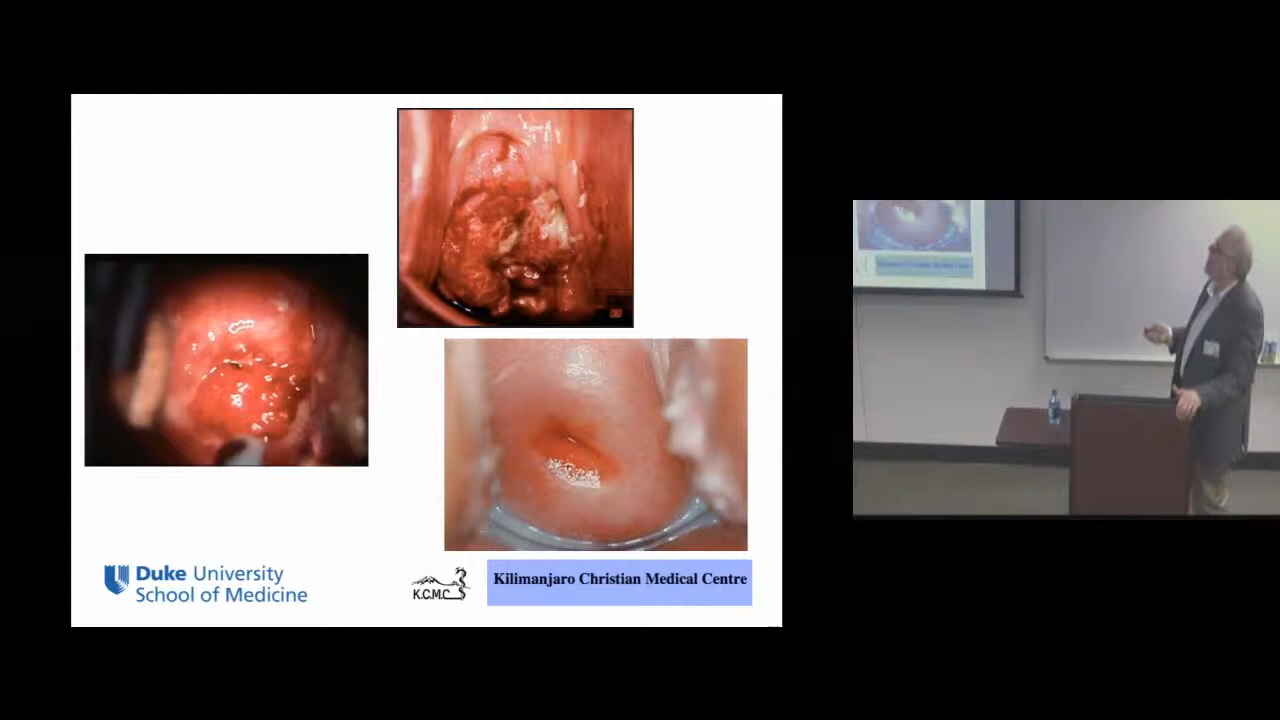 Duke University
School of Medicine
K.C.M.C.
Kilimanjaro Christian Medical Centre